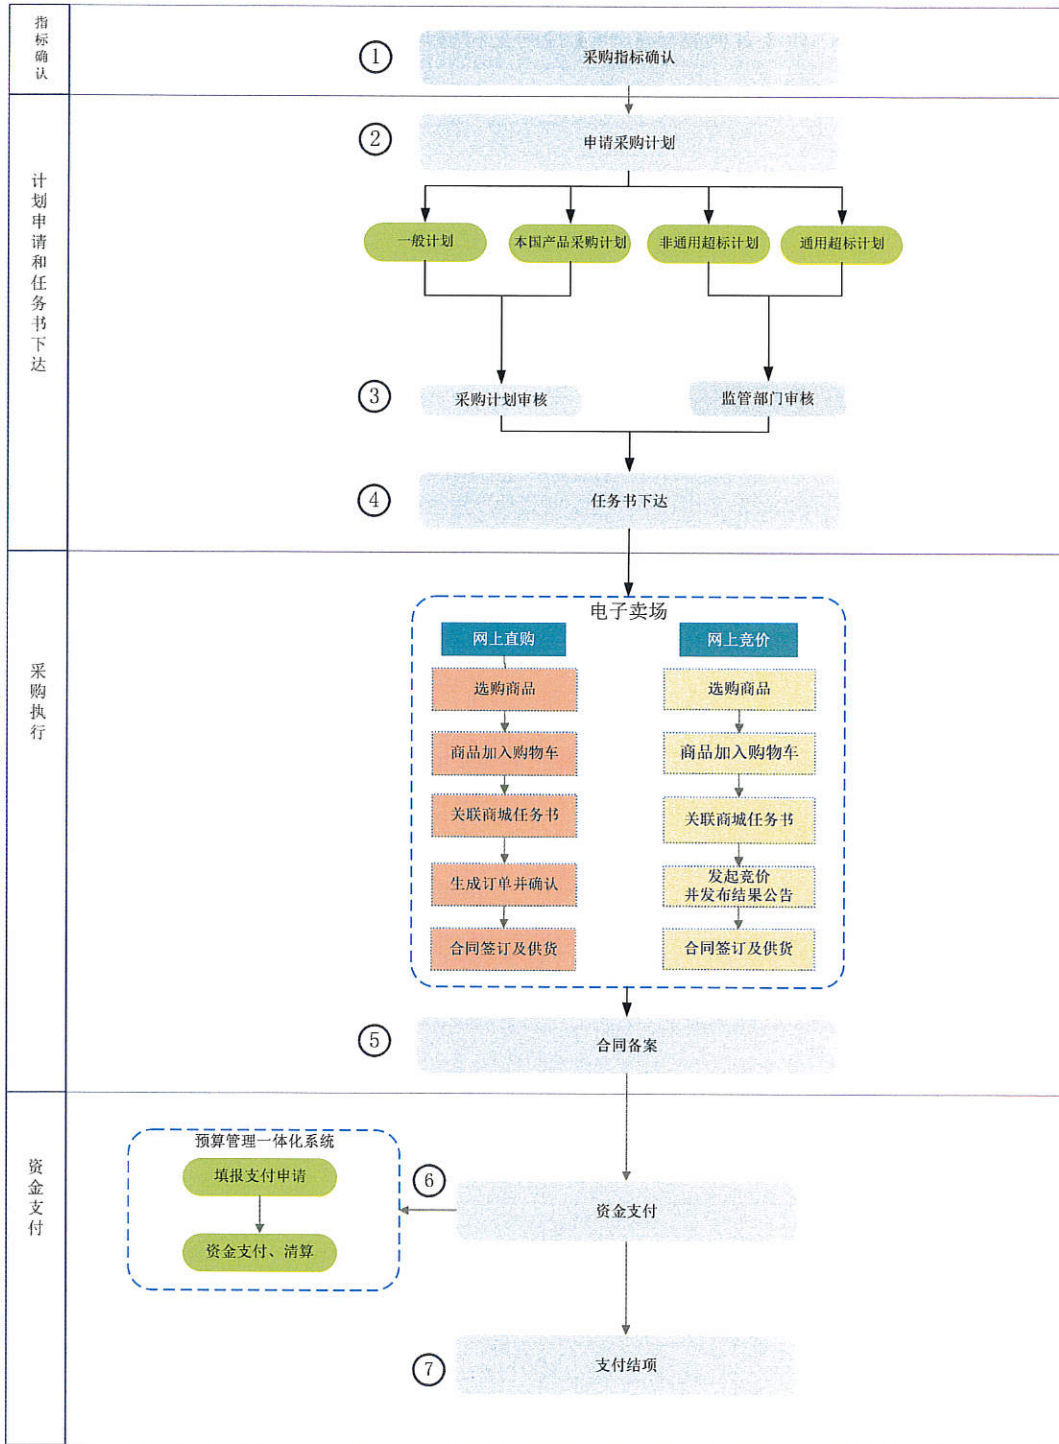 指标确认
①
采购指标确认
计划申请和任务书下达
②
申请采购计划
一般计划
本国产品采购计划
非通用超标计划
通用超标计划
③
采购计划审核
监管部门审核
④
任务书下达
采购执行
电子卖场
网上直购
网上竞价
选购商品
选购商品
商品加入购物车
商品加入购物车
关联商城任务书
关联商城任务书
生成订单并确认
发起竞价
并发布结果公告
合同签订及供货
合同签订及供货
⑤
合同备案
资金支付
预算管理一体化系统
填报支付申请
资金支付、清算
⑥
资金支付
⑦
支付结项